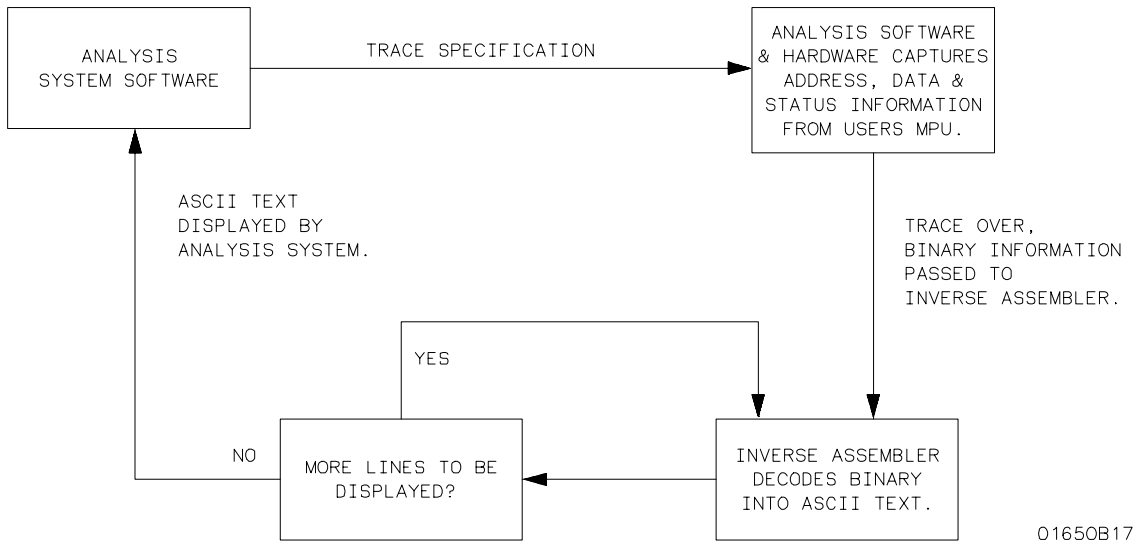 ANALYSIS
SYSTEM SOFTWARE
TRACE SPECIFICATION
ANALYSIS SOFTWARE
& HARDWARE CAPTURES
ADDRESS, DATA &
STATUS INFORMATION
FROM USERS MPU.
ASCII TEXT
DISPLAYED BY
ANALYSIS SYSTEM.
TRACE OVER,
BINARY INFORMATION
PASSED TO
INVERSE ASSEMBLER.
YES
NO
MORE LINES TO BE
DISPLAYED?
INVERSE ASSEMBLER
DECODES BINARY
INTO ASCII TEXT.
01650B17